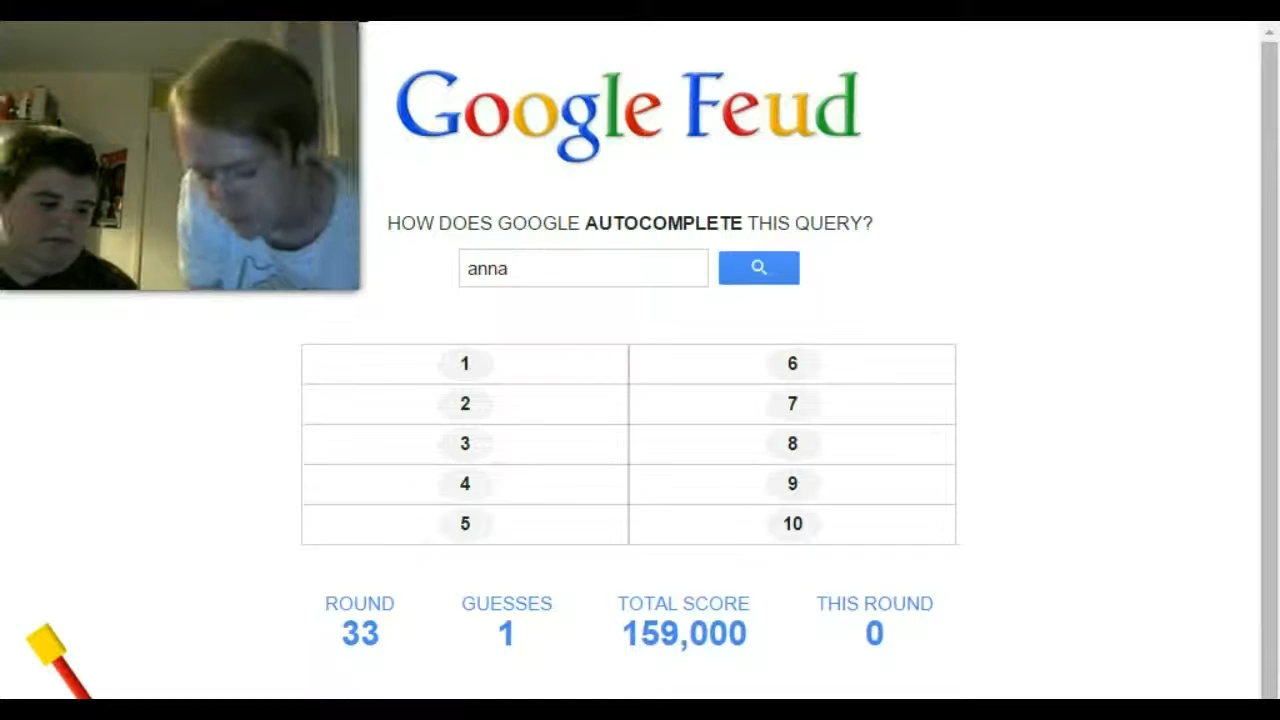 Google Feud
HOW DOES GOOGLE AUTOCOMPLETE THIS QUERY?
anna
1 6
2 7
3 8
4 9
5 10
ROUND GUESSES TOTAL SCORE THIS ROUND
33 1 159,000 0